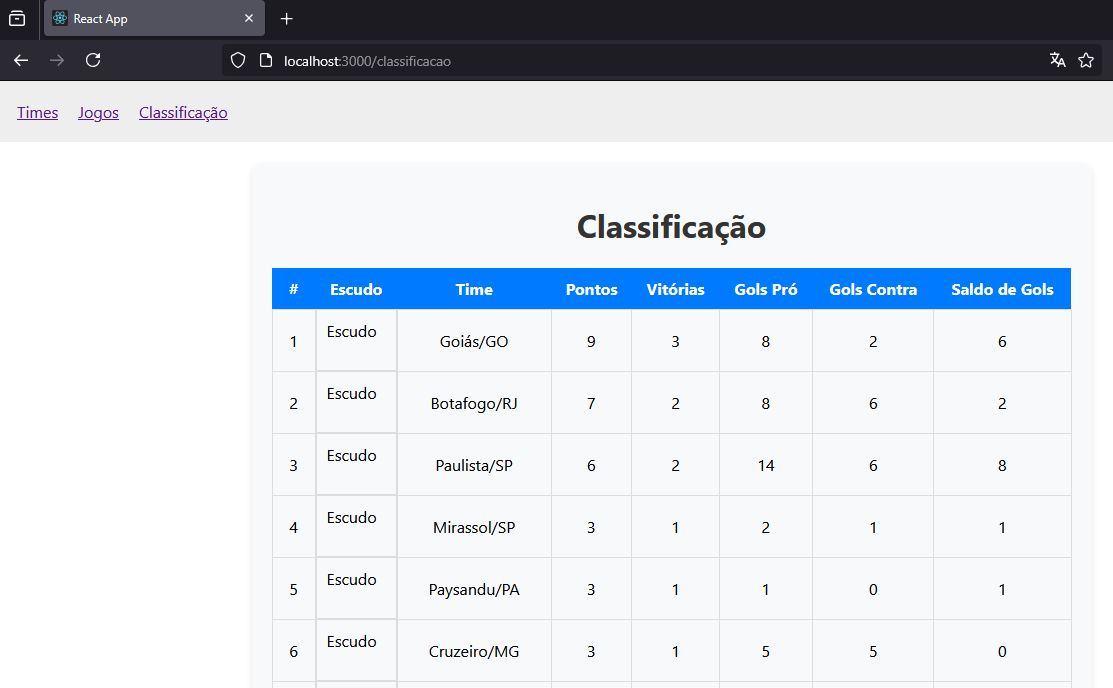 React App
localhost:3000/classificacao
Times Jogos Classificação
Classificação
# Escudo Time Pontos Vitórias Gols Pró Gols Contra Saldo de Gols
1 Escudo Goiás/GO 9 3 8 2 6
2 Escudo Botafogo/RJ 7 2 8 6 2
3 Escudo Paulista/SP 6 2 14 6 8
4 Escudo Mirassol/SP 3 1 2 1 1
5 Escudo Paysandu/PA 3 1 1 0 1
6 Escudo Cruzeiro/MG 3 1 5 5 0